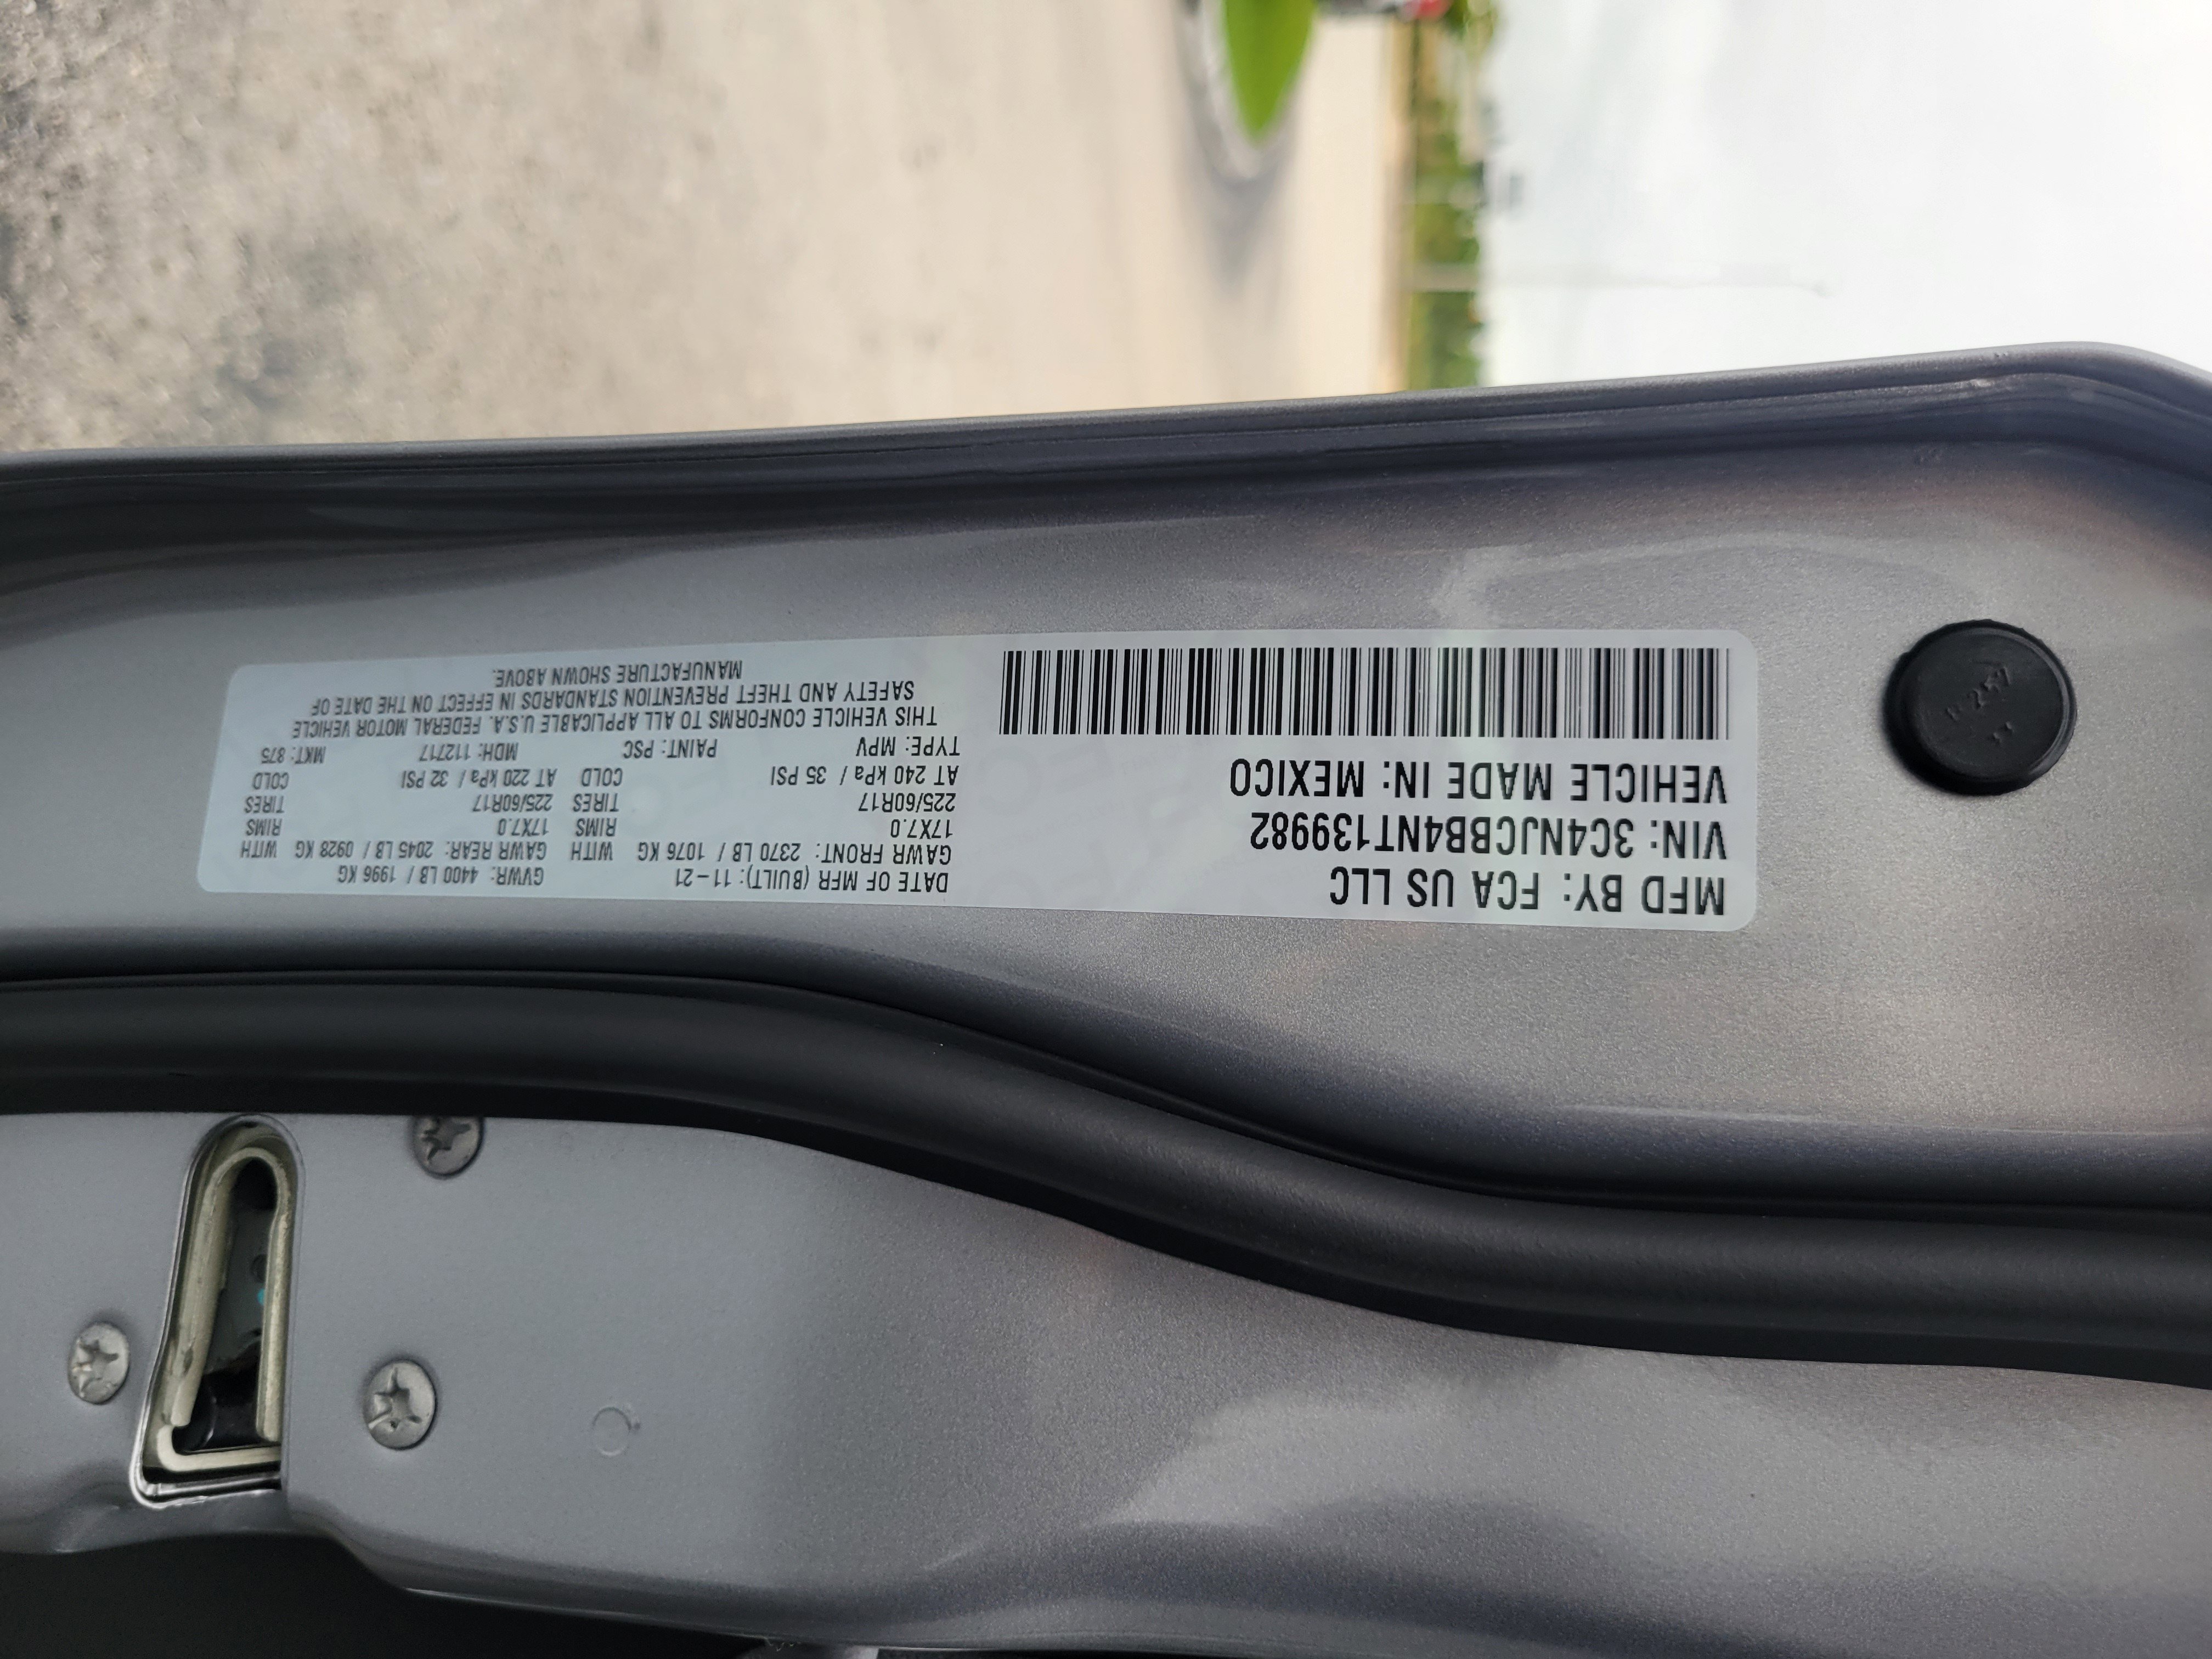 MFD BY: FCA US LLC
VIN: 3C4NJCBB4NT139982
VEHICLE MADE IN: MEXICO
DATE OF MFR (BUILT): 11-21 GVWR: 4400 LB / 1996 KG
GAWR FRONT: 2370 LB / 1076 KG WITH GAWR REAR: 2045 LB / 0928 KG WITH
17X7.0 RIMS 17X7.0 RIMS
225/60R17 TIRES 225/60R17 TIRES
AT 240 kPa / 35 PSI COLD AT 220 kPa / 32 PSI COLD
TYPE: MPV PAINT: PSC MDH: 112717 MKT: 875
THIS VEHICLE CONFORMS TO ALL APPLICABLE U.S.A. FEDERAL MOTOR VEHICLE
SAFETY AND THEFT PREVENTION STANDARDS IN EFFECT ON THE DATE OF
MANUFACTURE SHOWN ABOVE.